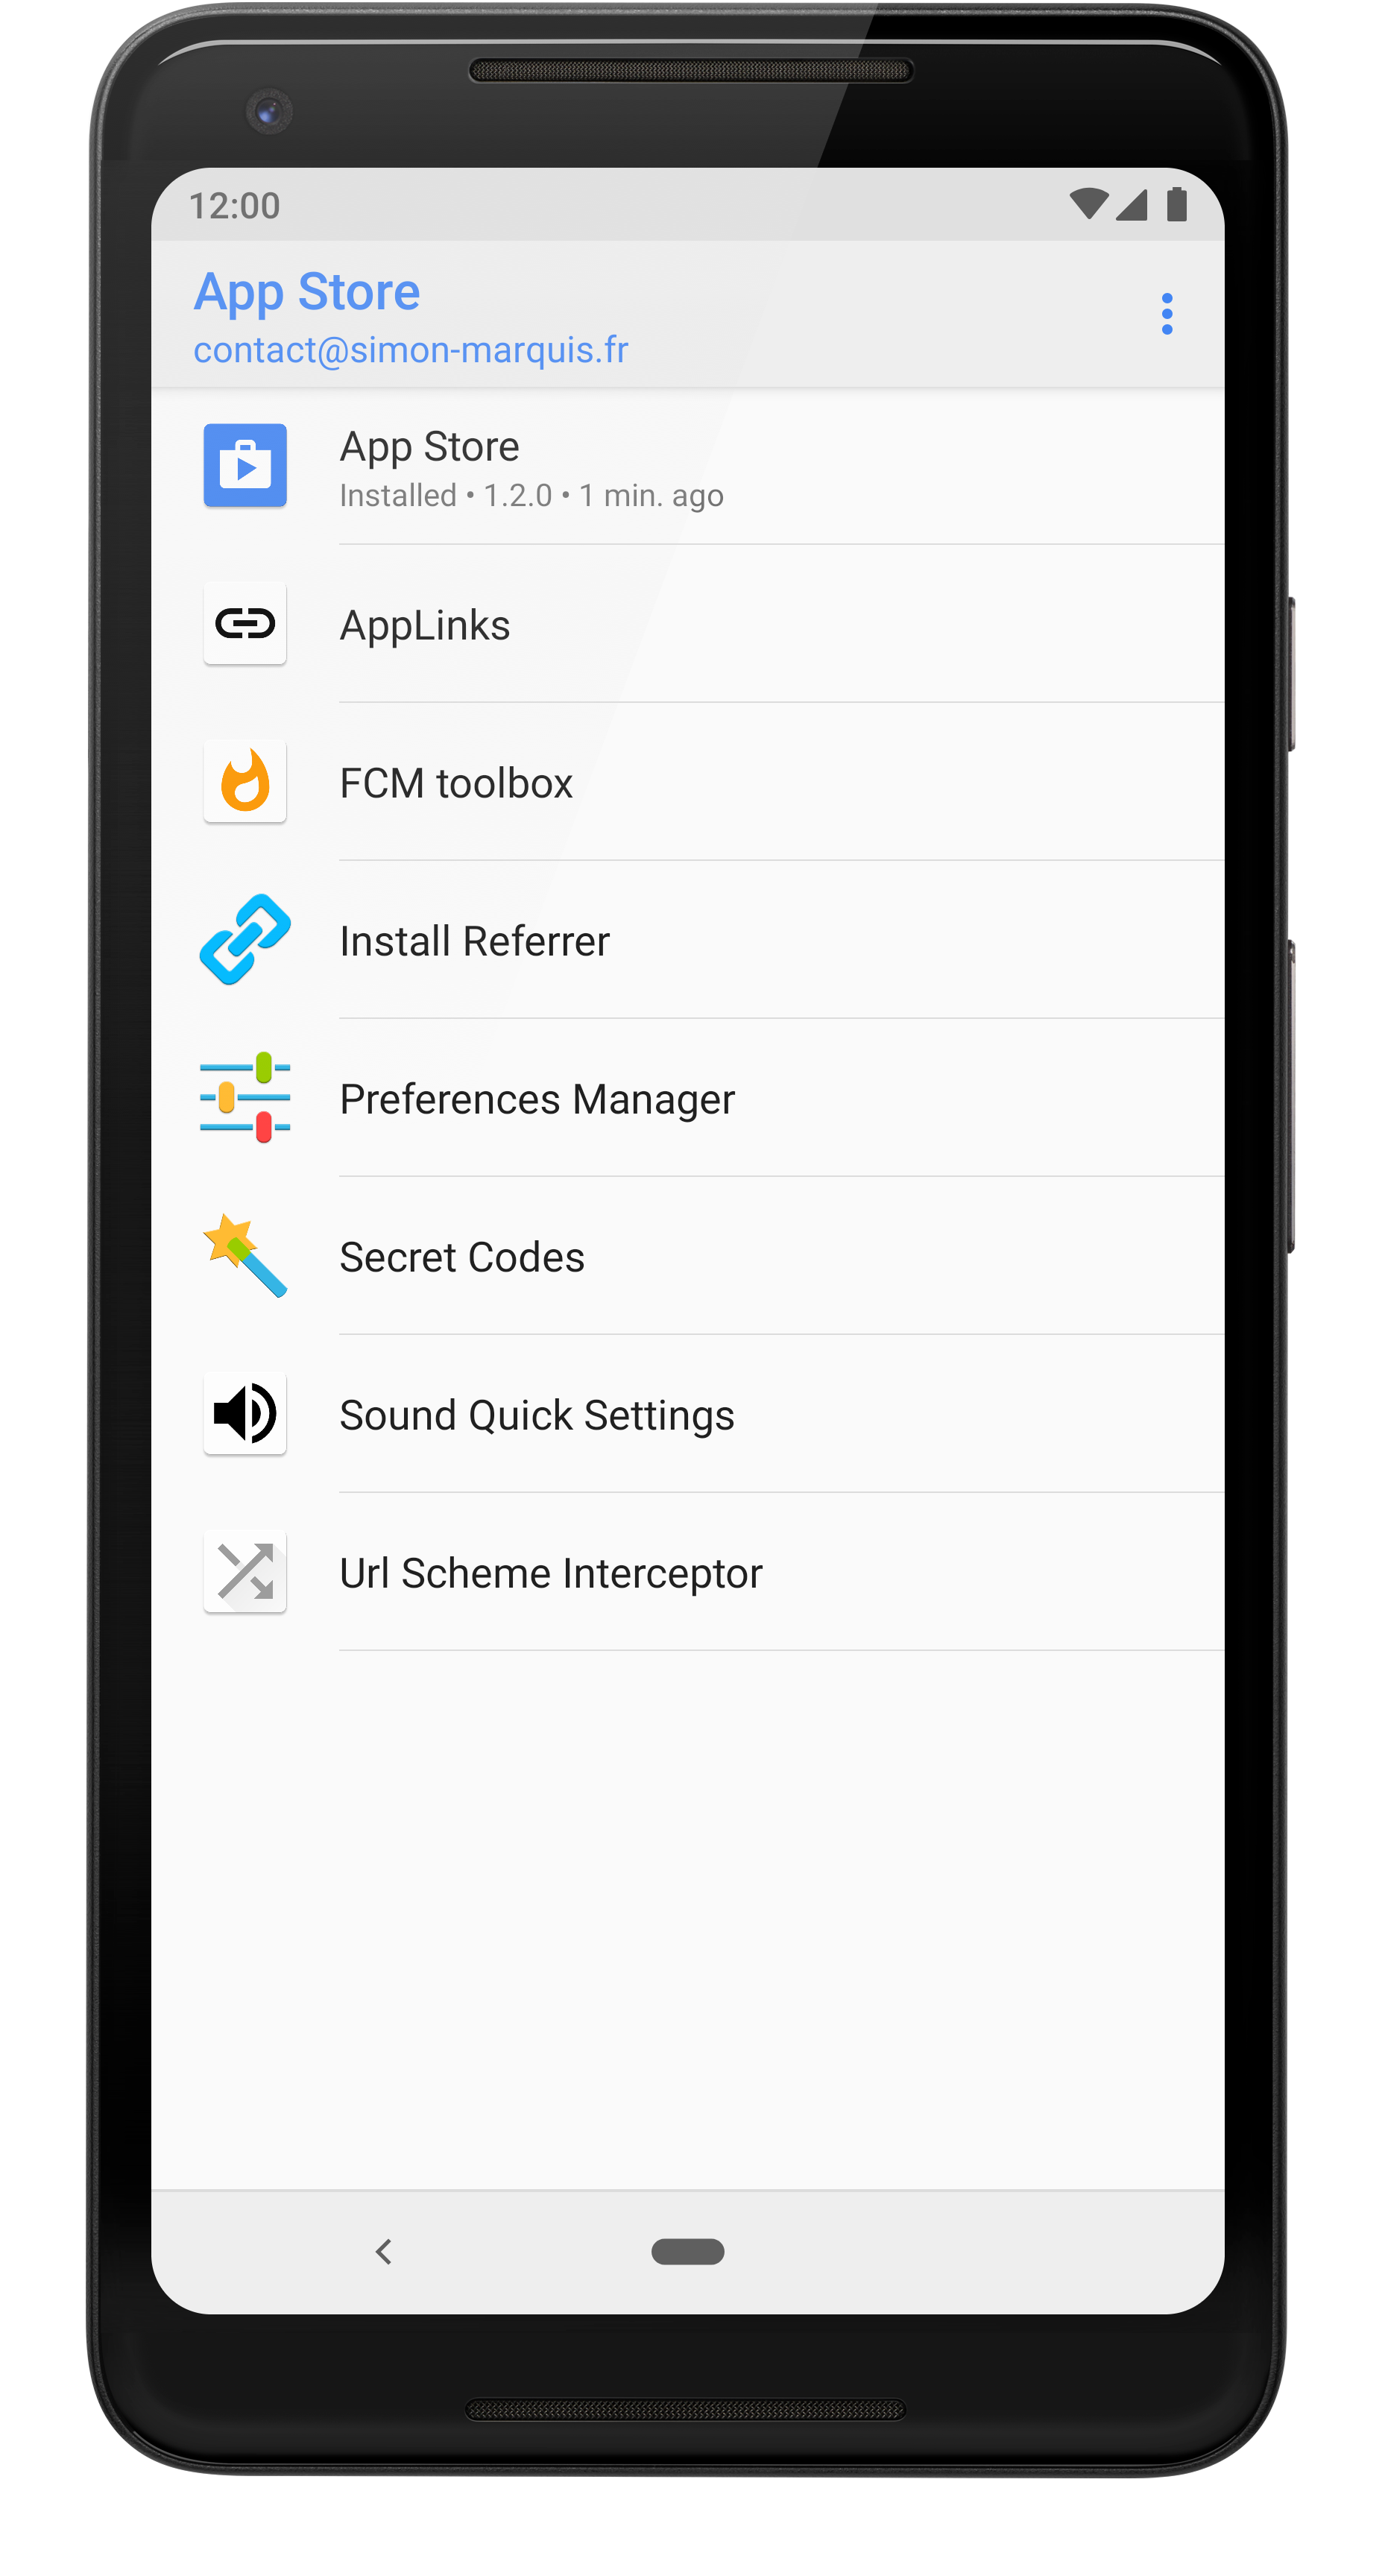 12:00
App Store
contact@simon-marquis.fr
App Store
Installed • 1.2.0 • 1 min. ago
AppLinks
FCM toolbox
Install Referrer
Preferences Manager
Secret Codes
Sound Quick Settings
Url Scheme Interceptor